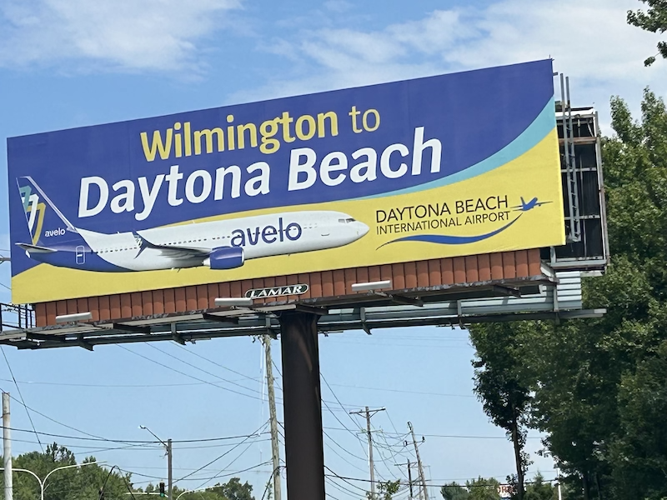 Wilmington to
Daytona Beach
avelo
avelo
DAYTONA BEACH
INTERNATIONAL AIRPORT
LAMAR